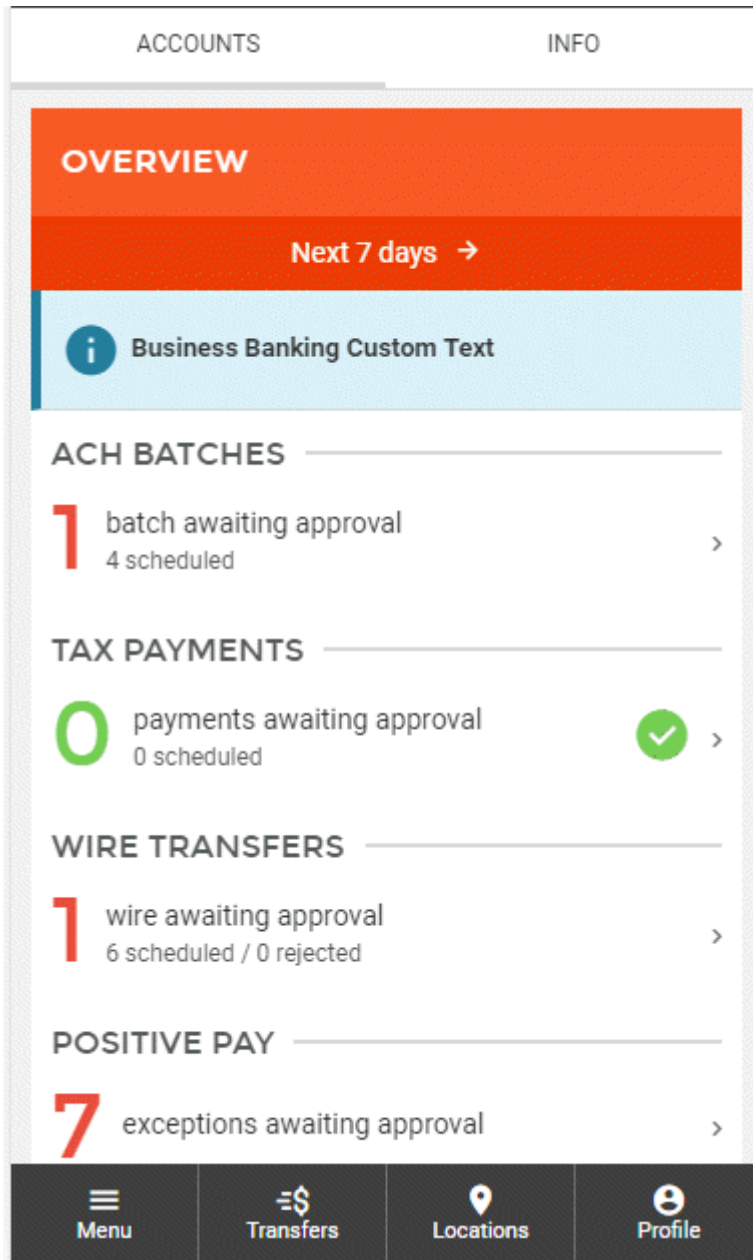 ACCOUNTS
INFO
OVERVIEW
Next 7 days →
Business Banking Custom Text
ACH BATCHES
1 batch awaiting approval
4 scheduled
TAX PAYMENTS
0 payments awaiting approval
0 scheduled
WIRE TRANSFERS
1 wire awaiting approval
6 scheduled / 0 rejected
POSITIVE PAY
7 exceptions awaiting approval
Menu
Transfers
Locations
Profile